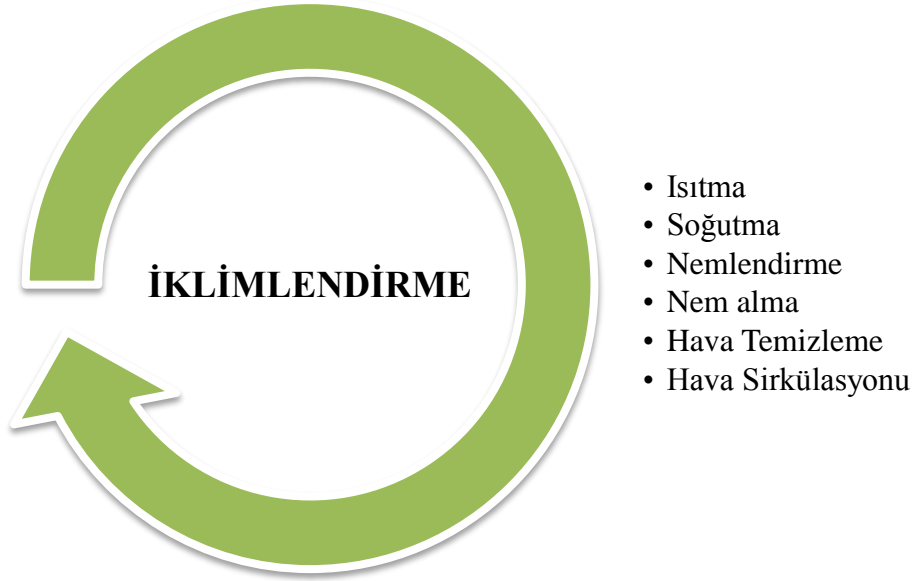 İKLİMLENDİRME
• Isıtma
• Soğutma
• Nemlendirme
• Nem alma
• Hava Temizleme
• Hava Sirkülasyonu